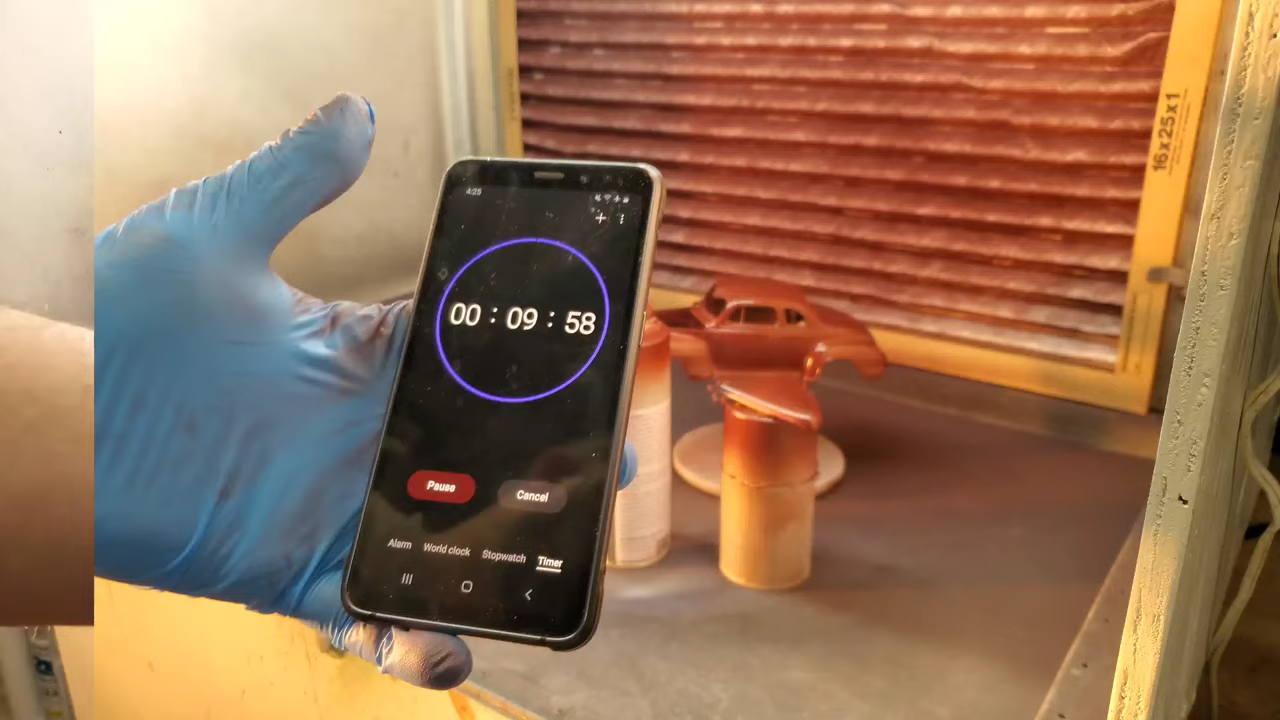 4:25
00 : 09 : 58
Pause
Cancel
Alarm
World clock
Stopwatch
Timer
16x25x1